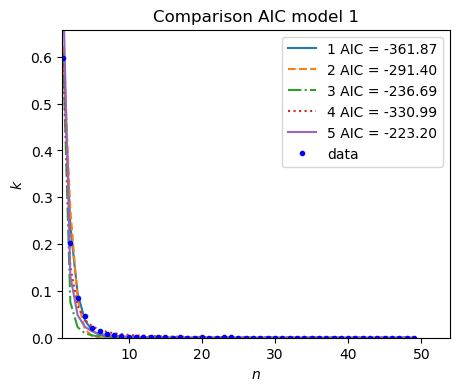 Comparison AIC model 1
1 AIC = -361.87
2 AIC = -291.40
3 AIC = -236.69
4 AIC = -330.99
5 AIC = -223.20
data
k
0.6
0.5
0.4
0.3
0.2
0.1
0.0
10 20 30 40 50
n